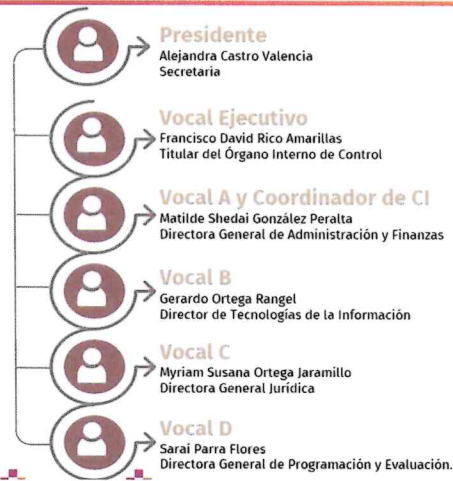 Presidente
Alejandra Castro Valencia
Secretaria
Vocal Ejecutivo
Francisco David Rico Amarillas
Titular del Órgano Interno de Control
Vocal A y Coordinador de CI
Matilde Shedai González Peralta
Directora General de Administración y Finanzas
Vocal B
Gerardo Ortega Rangel
Director de Tecnologías de la Información
Vocal C
Myriam Susana Ortega Jaramillo
Directora General Jurídica
Vocal D
Saraí Parra Flores
Directora General de Programación y Evaluación.